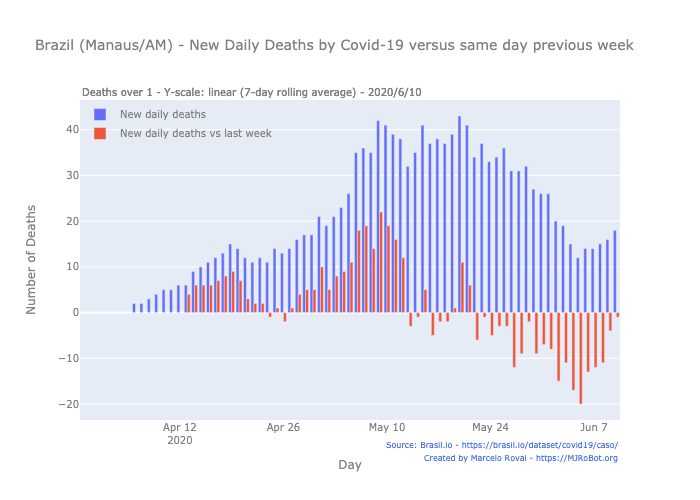 Brazil (Manaus/AM) - New Daily Deaths by Covid-19 versus same day previous week
Deaths over 1 - Y-scale: linear (7-day rolling average) - 2020/6/10
New daily deaths
New daily deaths vs last week
Number of Deaths
40
30
20
10
0
−10
−20
Apr 12
2020
Apr 26
May 10
May 24
Jun 7
Day
Source: Brasil.io - https://brasil.io/dataset/covid19/caso/
Created by Marcelo Rovai - https://MJRoBot.org